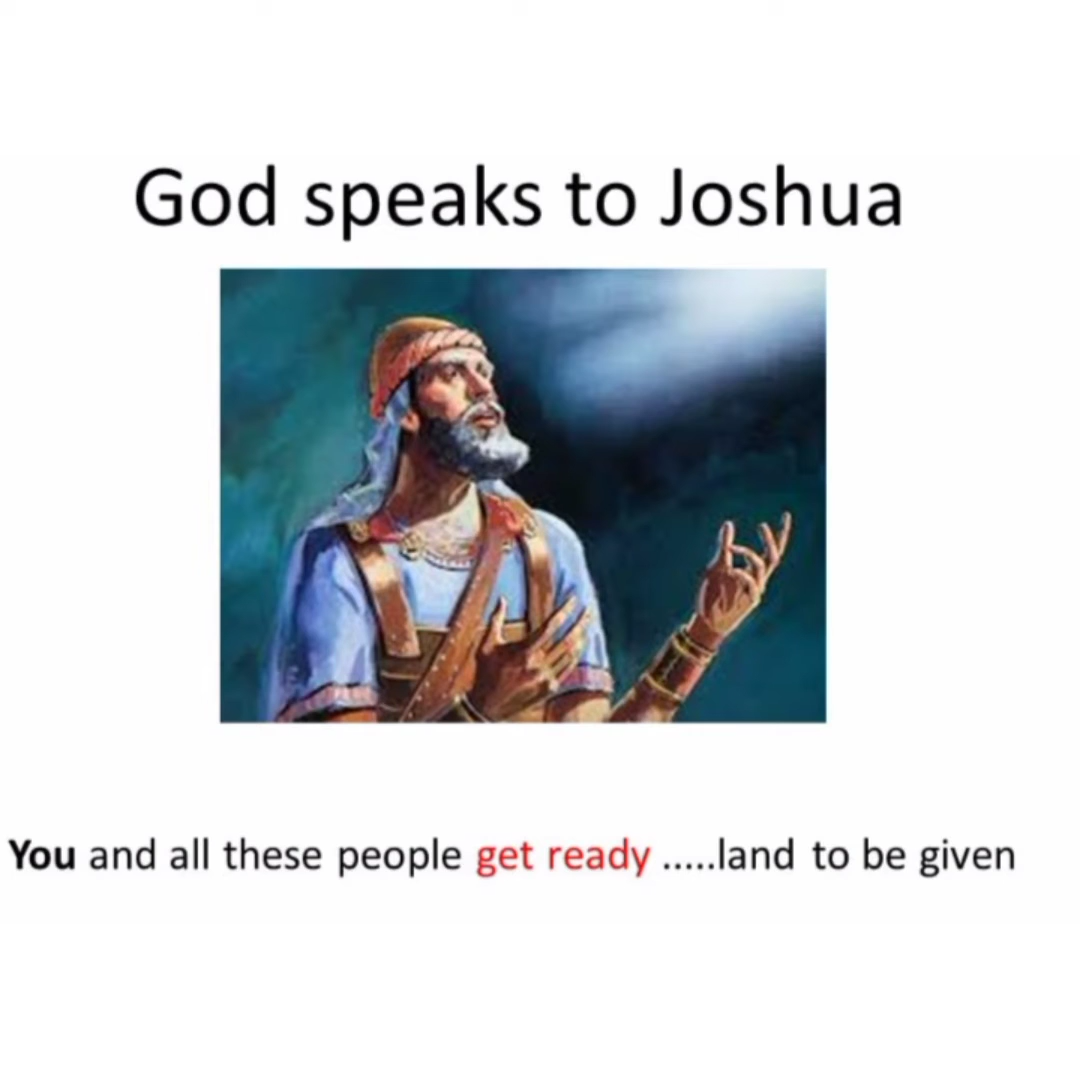 God speaks to Joshua
You and all these people get ready .....land to be given